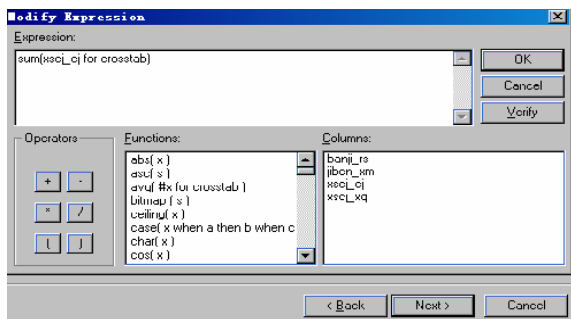 Modify Expression
Expression:
sum(xscj_cj for crosstab)
OK
Cancel
Verify
Operators
+ -
* /
( )
Functions:
abs( x )
asc( s )
avg( #x for crosstab )
bitmap ( s )
ceiling( x )
case( x when a then b when c
char( x )
cos( x )
Columns:
banji_rs
jiben_xm
xscj_cj
xscj_xq
< Back
Next >
Cancel